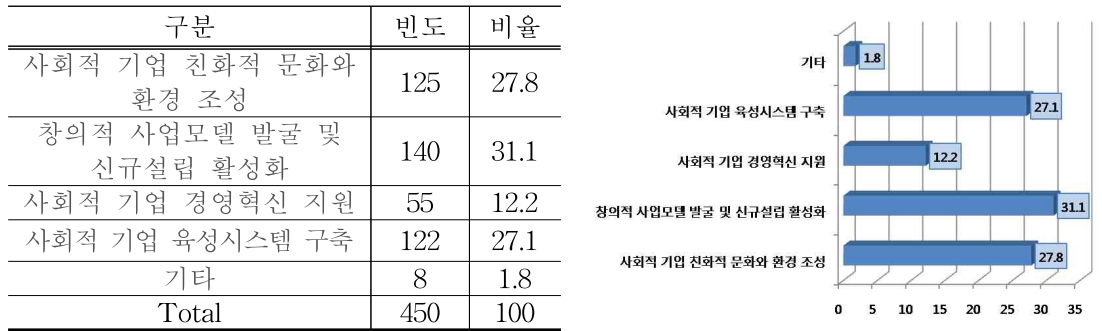 구분 빈도 비율
사회적 기업 친화적 문화와
환경 조성
125 27.8
창의적 사업모델 발굴 및
신규설립 활성화
140 31.1
사회적 기업 경영혁신 지원 55 12.2
사회적 기업 육성시스템 구축 122 27.1
기타 8 1.8
Total 450 100
기타 1.8
사회적 기업 육성시스템 구축 27.1
사회적 기업 경영혁신 지원 12.2
창의적 사업모델 발굴 및 신규설립 활성화 31.1
사회적 기업 친화적 문화와 환경 조성 27.8
0 5 10 15 20 25 30 35